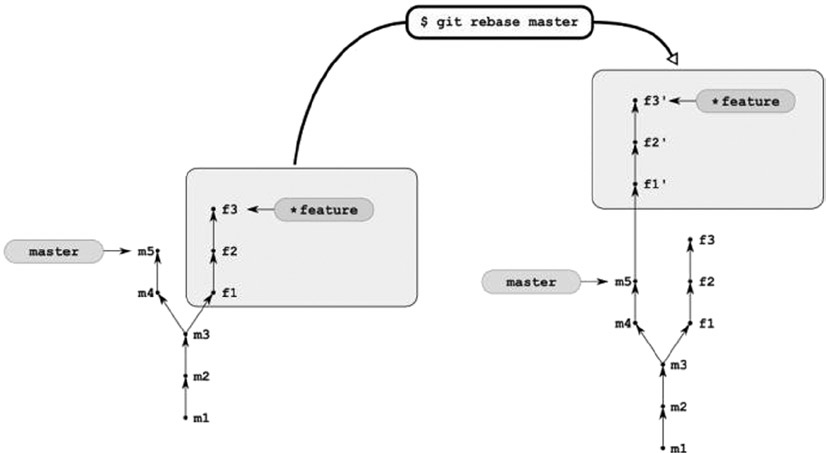 $ git rebase master
f3
*feature
master
m5
f2
m4
f1
m3
m2
m1
f3'
*feature
f2'
f1'
f3
master
m5
f2
m4
f1
m3
m2
m1